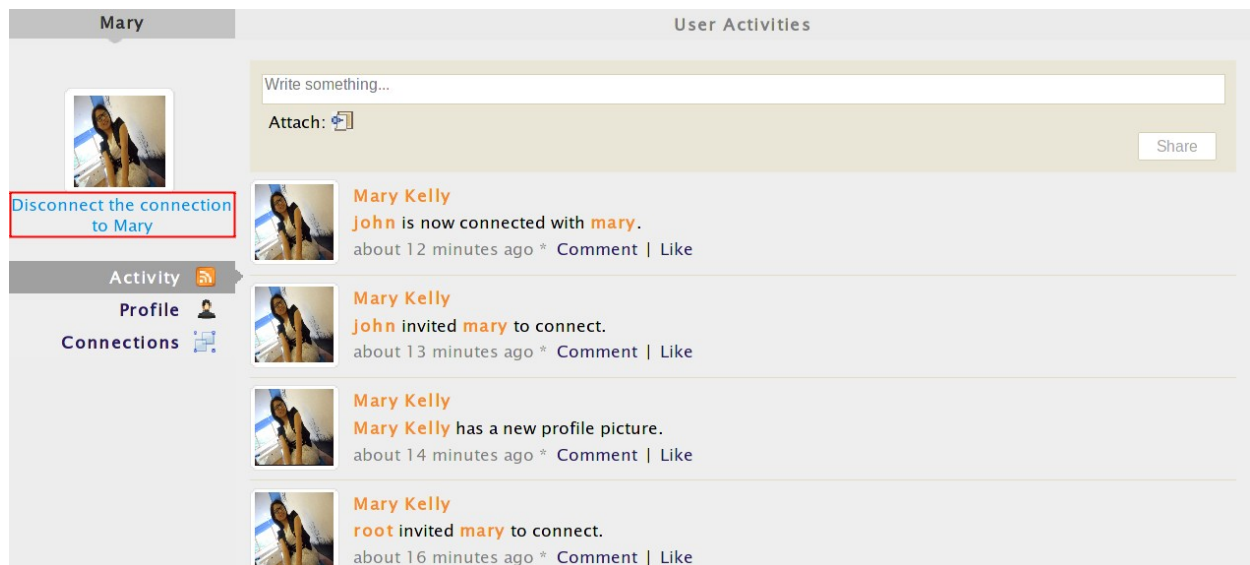 Mary
User Activities
Write something...
Attach:
Share
Disconnect the connection
to Mary
Activity
Profile
Connections
Mary Kelly
john is now connected with mary.
about 12 minutes ago * Comment | Like
Mary Kelly
john invited mary to connect.
about 13 minutes ago * Comment | Like
Mary Kelly
Mary Kelly has a new profile picture.
about 14 minutes ago * Comment | Like
Mary Kelly
root invited mary to connect.
about 16 minutes ago * Comment | Like